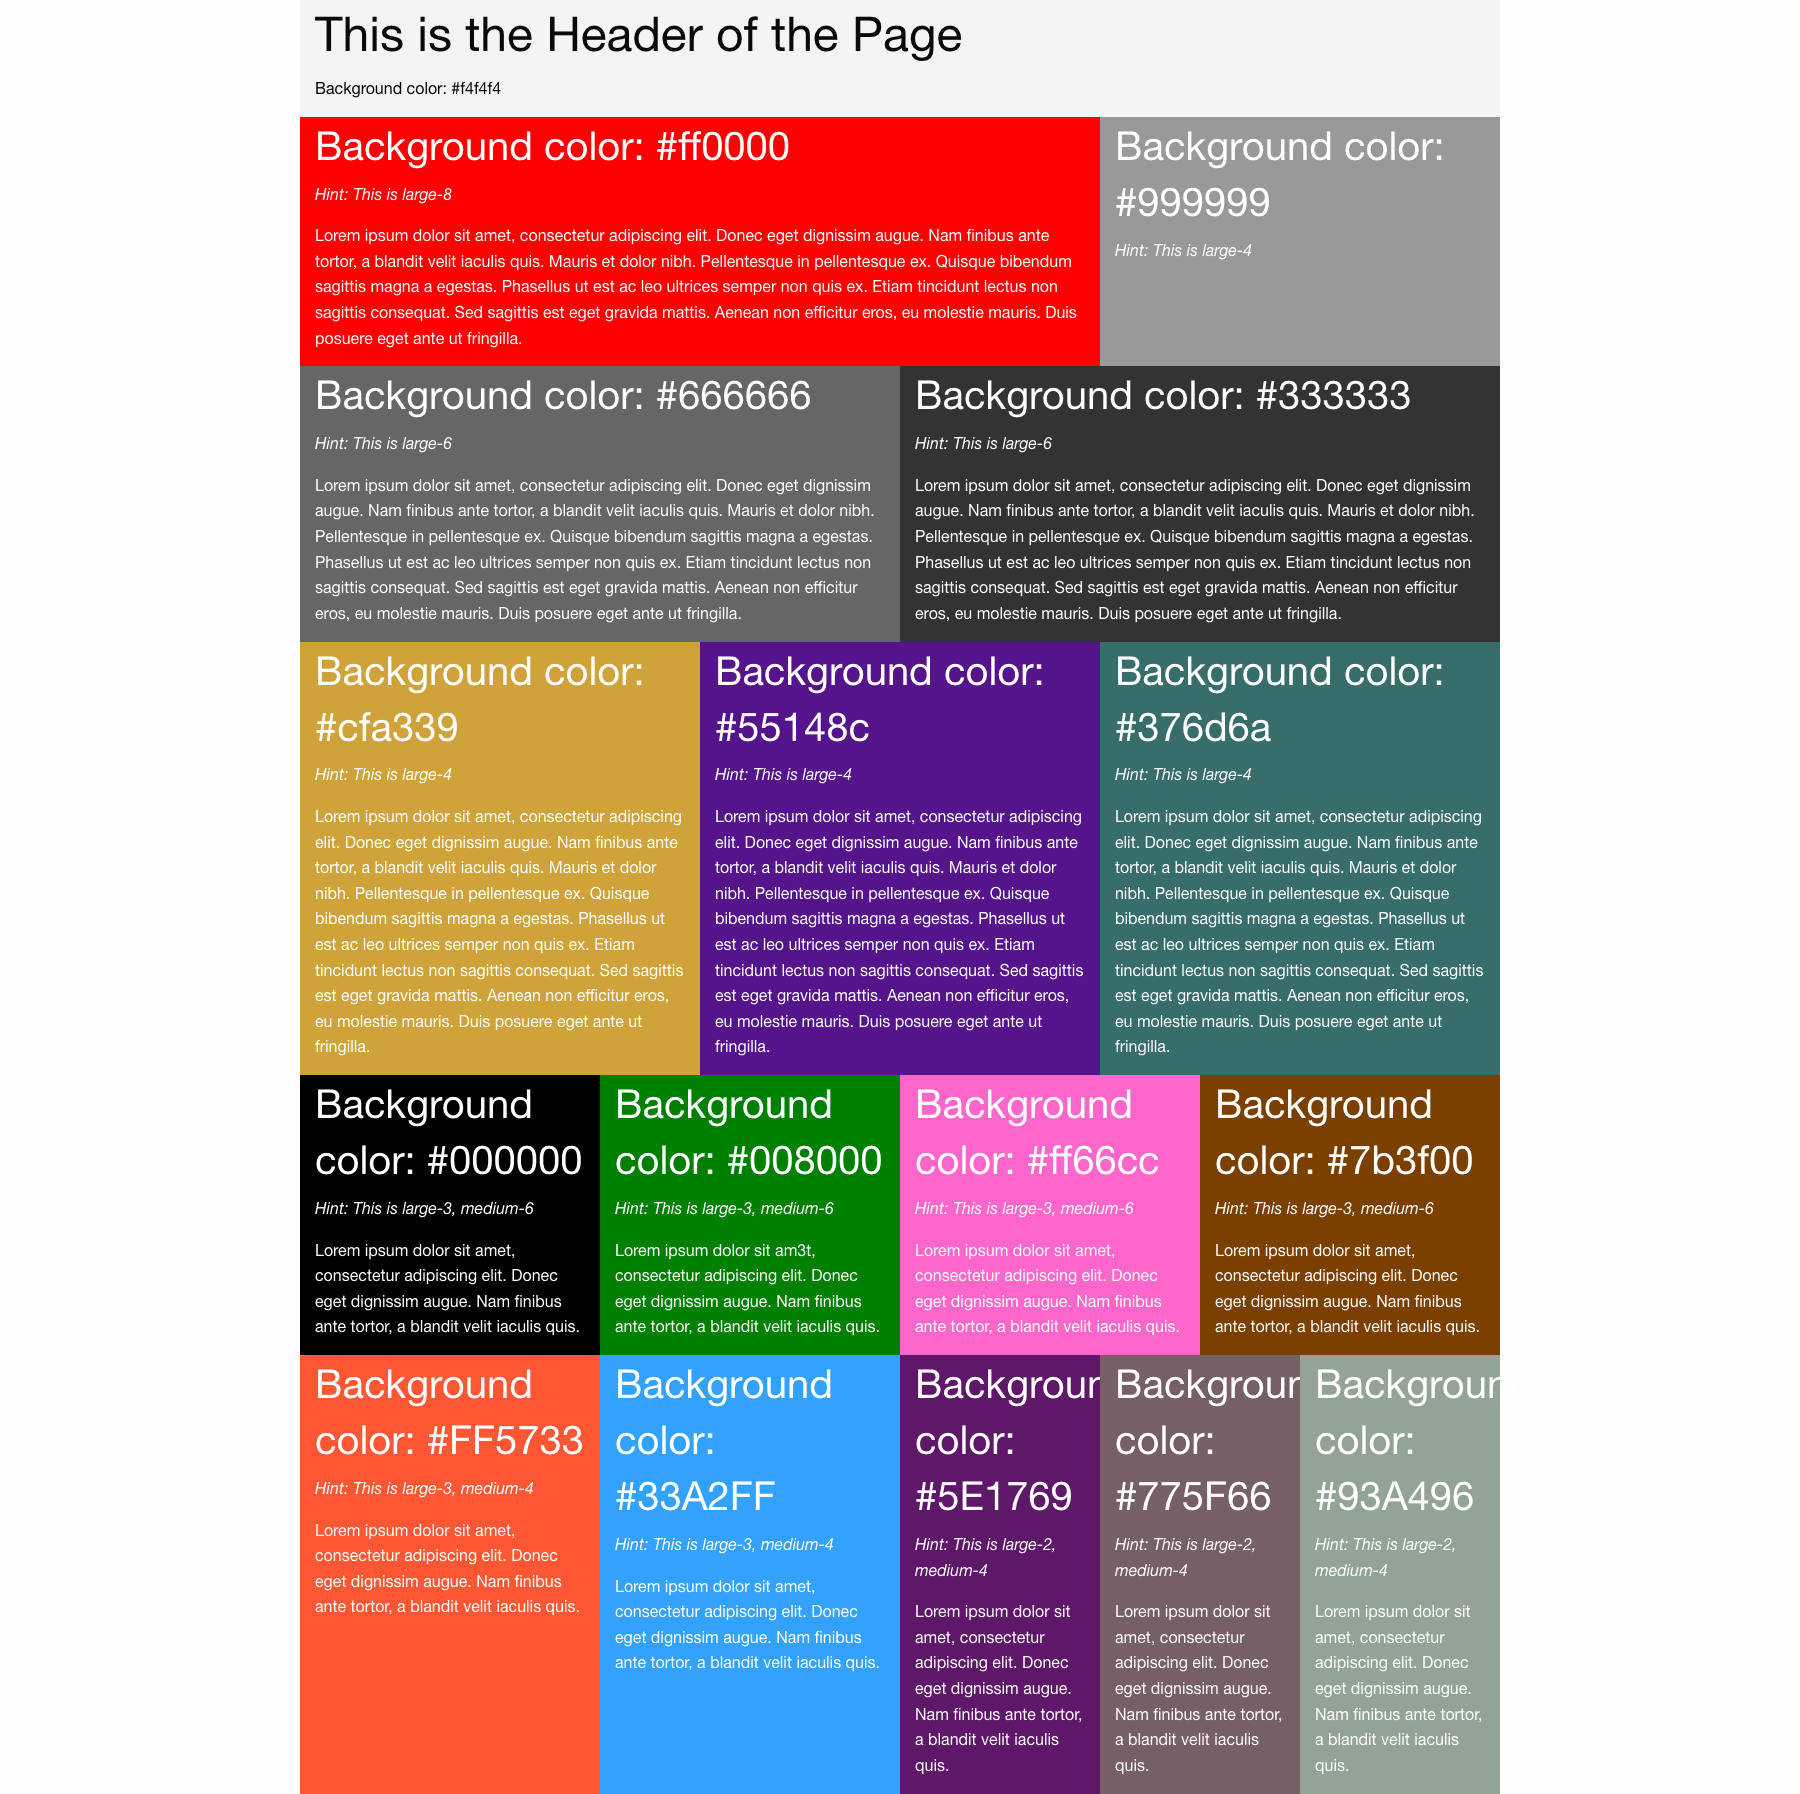 This is the Header of the Page
Background color: #f4f4f4
Background color: #ff0000
Hint: This is large-8
Lorem ipsum dolor sit amet, consectetur adipiscing elit. Donec eget dignissim augue. Nam finibus ante
tortor, a blandit velit iaculis quis. Mauris et dolor nibh. Pellentesque in pellentesque ex. Quisque bibendum
sagittis magna a egestas. Phasellus ut est ac leo ultrices semper non quis ex. Etiam tincidunt lectus non
sagittis consequat. Sed sagittis est eget gravida mattis. Aenean non efficitur eros, eu molestie mauris. Duis
posuere eget ante ut fringilla.
Background color:
#999999
Hint: This is large-4
Background color: #666666
Hint: This is large-6
Lorem ipsum dolor sit amet, consectetur adipiscing elit. Donec eget dignissim
augue. Nam finibus ante tortor, a blandit velit iaculis quis. Mauris et dolor nibh.
Pellentesque in pellentesque ex. Quisque bibendum sagittis magna a egestas.
Phasellus ut est ac leo ultrices semper non quis ex. Etiam tincidunt lectus non
sagittis consequat. Sed sagittis est eget gravida mattis. Aenean non efficitur
eros, eu molestie mauris. Duis posuere eget ante ut fringilla.
Background color: #333333
Hint: This is large-6
Lorem ipsum dolor sit amet, consectetur adipiscing elit. Donec eget dignissim
augue. Nam finibus ante tortor, a blandit velit iaculis quis. Mauris et dolor nibh.
Pellentesque in pellentesque ex. Quisque bibendum sagittis magna a egestas.
Phasellus ut est ac leo ultrices semper non quis ex. Etiam tincidunt lectus non
sagittis consequat. Sed sagittis est eget gravida mattis. Aenean non efficitur
eros, eu molestie mauris. Duis posuere eget ante ut fringilla.
Background color:
#cfa339
Hint: This is large-4
Lorem ipsum dolor sit amet, consectetur adipiscing
elit. Donec eget dignissim augue. Nam finibus ante
tortor, a blandit velit iaculis quis. Mauris et dolor
nibh. Pellentesque in pellentesque ex. Quisque
bibendum sagittis magna a egestas. Phasellus ut
est ac leo ultrices semper non quis ex. Etiam
tincidunt lectus non sagittis consequat. Sed sagittis
est eget gravida mattis. Aenean non efficitur eros,
eu molestie mauris. Duis posuere eget ante ut
fringilla.
Background color:
#55148c
Hint: This is large-4
Lorem ipsum dolor sit amet, consectetur adipiscing
elit. Donec eget dignissim augue. Nam finibus ante
tortor, a blandit velit iaculis quis. Mauris et dolor
nibh. Pellentesque in pellentesque ex. Quisque
bibendum sagittis magna a egestas. Phasellus ut
est ac leo ultrices semper non quis ex. Etiam
tincidunt lectus non sagittis consequat. Sed sagittis
est eget gravida mattis. Aenean non efficitur eros,
eu molestie mauris. Duis posuere eget ante ut
fringilla.
Background color:
#376d6a
Hint: This is large-4
Lorem ipsum dolor sit amet, consectetur adipiscing
elit. Donec eget dignissim augue. Nam finibus ante
tortor, a blandit velit iaculis quis. Mauris et dolor
nibh. Pellentesque in pellentesque ex. Quisque
bibendum sagittis magna a egestas. Phasellus ut
est ac leo ultrices semper non quis ex. Etiam
tincidunt lectus non sagittis consequat. Sed sagittis
est eget gravida mattis. Aenean non efficitur eros,
eu molestie mauris. Duis posuere eget ante ut
fringilla.
Background
color: #000000
Hint: This is large-3, medium-6
Lorem ipsum dolor sit amet,
consectetur adipiscing elit. Donec
eget dignissim augue. Nam finibus
ante tortor, a blandit velit iaculis quis.
Background
color: #008000
Hint: This is large-3, medium-6
Lorem ipsum dolor sit am3t,
consectetur adipiscing elit. Donec
eget dignissim augue. Nam finibus
ante tortor, a blandit velit iaculis quis.
Background
color: #ff66cc
Hint: This is large-3, medium-6
Lorem ipsum dolor sit amet,
consectetur adipiscing elit. Donec
eget dignissim augue. Nam finibus
ante tortor, a blandit velit iaculis quis.
Background
color: #7b3f00
Hint: This is large-3, medium-6
Lorem ipsum dolor sit amet,
consectetur adipiscing elit. Donec
eget dignissim augue. Nam finibus
ante tortor, a blandit velit iaculis quis.
Background
color: #FF5733
Hint: This is large-3, medium-4
Lorem ipsum dolor sit amet,
consectetur adipiscing elit. Donec
eget dignissim augue. Nam finibus
ante tortor, a blandit velit iaculis quis.
Background
color:
#33A2FF
Hint: This is large-3, medium-4
Lorem ipsum dolor sit amet,
consectetur adipiscing elit. Donec
eget dignissim augue. Nam finibus
ante tortor, a blandit velit iaculis quis.
Backgroun
color:
#5E1769
Hint: This is large-2,
medium-4
Lorem ipsum dolor sit
amet, consectetur
adipiscing elit. Donec
eget dignissim augue.
Nam finibus ante tortor,
a blandit velit iaculis
quis.
Backgroun
color:
#775F66
Hint: This is large-2,
medium-4
Lorem ipsum dolor sit
amet, consectetur
adipiscing elit. Donec
eget dignissim augue.
Nam finibus ante tortor,
a blandit velit iaculis
quis.
Backgroun
color:
#93A496
Hint: This is large-2,
medium-4
Lorem ipsum dolor sit
amet, consectetur
adipiscing elit. Donec
eget dignissim augue.
Nam finibus ante tortor,
a blandit velit iaculis
quis.